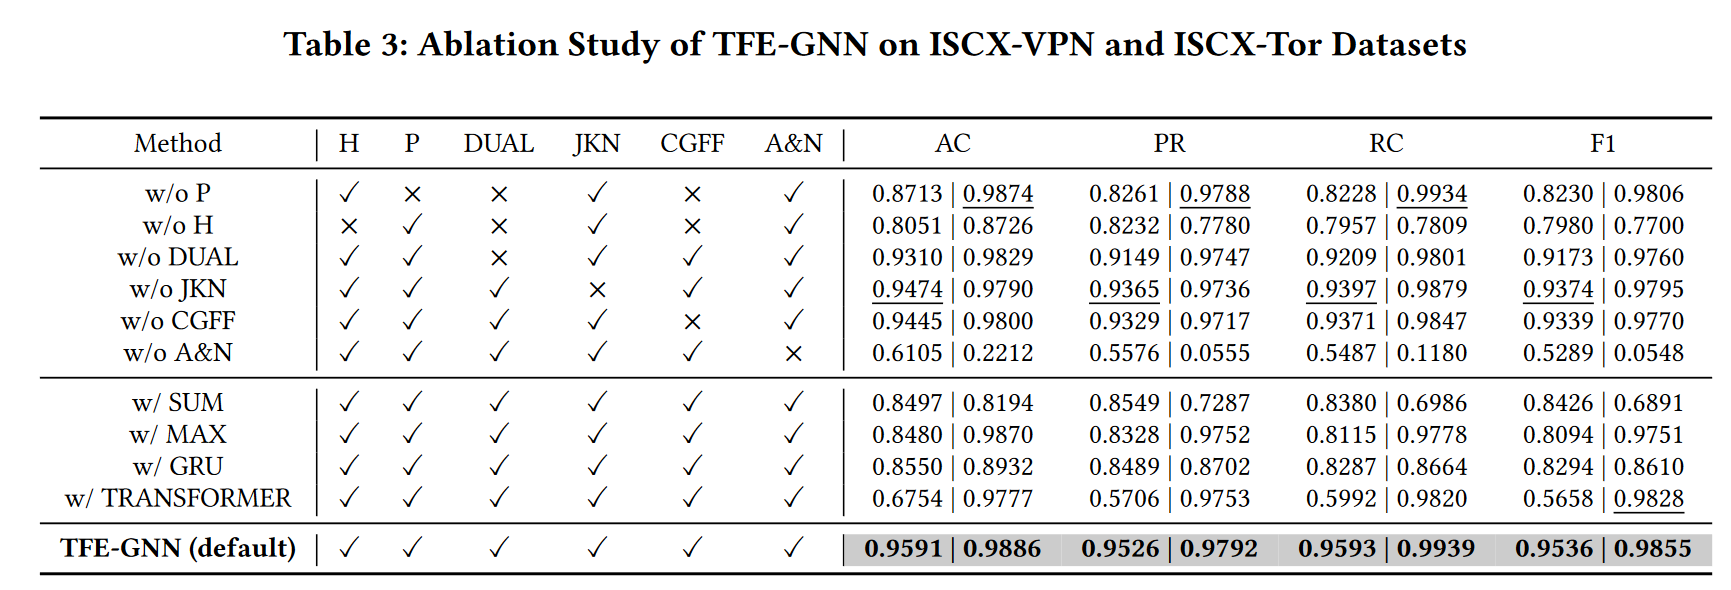 Table 3: Ablation Study of TFE-GNN on ISCX-VPN and ISCX-Tor Datasets
Method | H P DUAL JKN CGFF A&N | AC PR RC F1
w/o P | ✓ × × ✓ × ✓ | 0.8713 | 0.9874 0.8261 | 0.9788 0.8228 | 0.9934 0.8230 | 0.9806
w/o H | × ✓ × ✓ × ✓ | 0.8051 | 0.8726 0.8232 | 0.7780 0.7957 | 0.7809 0.7980 | 0.7700
w/o DUAL | ✓ ✓ × ✓ ✓ ✓ | 0.9310 | 0.9829 0.9149 | 0.9747 0.9209 | 0.9801 0.9173 | 0.9760
w/o JKN | ✓ ✓ ✓ × ✓ ✓ | 0.9474 | 0.9790 0.9365 | 0.9736 0.9397 | 0.9879 0.9374 | 0.9795
w/o CGFF | ✓ ✓ ✓ ✓ × ✓ | 0.9445 | 0.9800 0.9329 | 0.9717 0.9371 | 0.9847 0.9339 | 0.9770
w/o A&N | ✓ ✓ ✓ ✓ ✓ × | 0.6105 | 0.2212 0.5576 | 0.0555 0.5487 | 0.1180 0.5289 | 0.0548
w/ SUM | ✓ ✓ ✓ ✓ ✓ ✓ | 0.8497 | 0.8194 0.8549 | 0.7287 0.8380 | 0.6986 0.8426 | 0.6891
w/ MAX | ✓ ✓ ✓ ✓ ✓ ✓ | 0.8480 | 0.9870 0.8328 | 0.9752 0.8115 | 0.9778 0.8094 | 0.9751
w/ GRU | ✓ ✓ ✓ ✓ ✓ ✓ | 0.8550 | 0.8932 0.8489 | 0.8702 0.8287 | 0.8664 0.8294 | 0.8610
w/ TRANSFORMER | ✓ ✓ ✓ ✓ ✓ ✓ | 0.6754 | 0.9777 0.5706 | 0.9753 0.5992 | 0.9820 0.5658 | 0.9828
TFE-GNN (default) | ✓ ✓ ✓ ✓ ✓ ✓ | 0.9591 | 0.9886 0.9526 | 0.9792 0.9593 | 0.9939 0.9536 | 0.9855